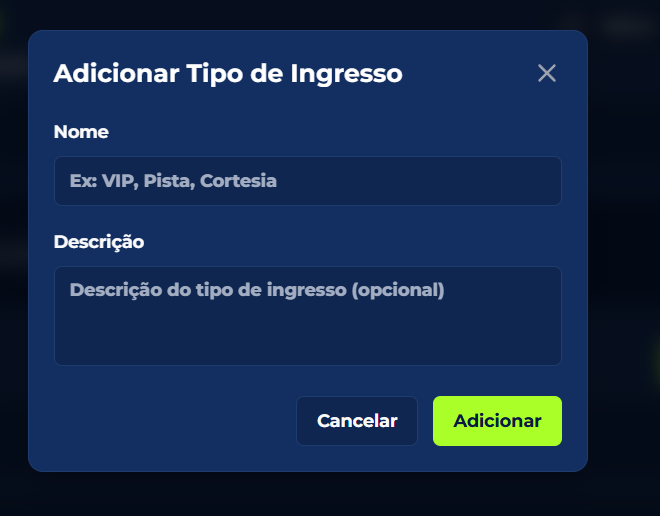 Adicionar Tipo de Ingresso
Nome
Ex: VIP, Pista, Cortesia
Descrição
Descrição do tipo de ingresso (opcional)
Cancelar
Adicionar